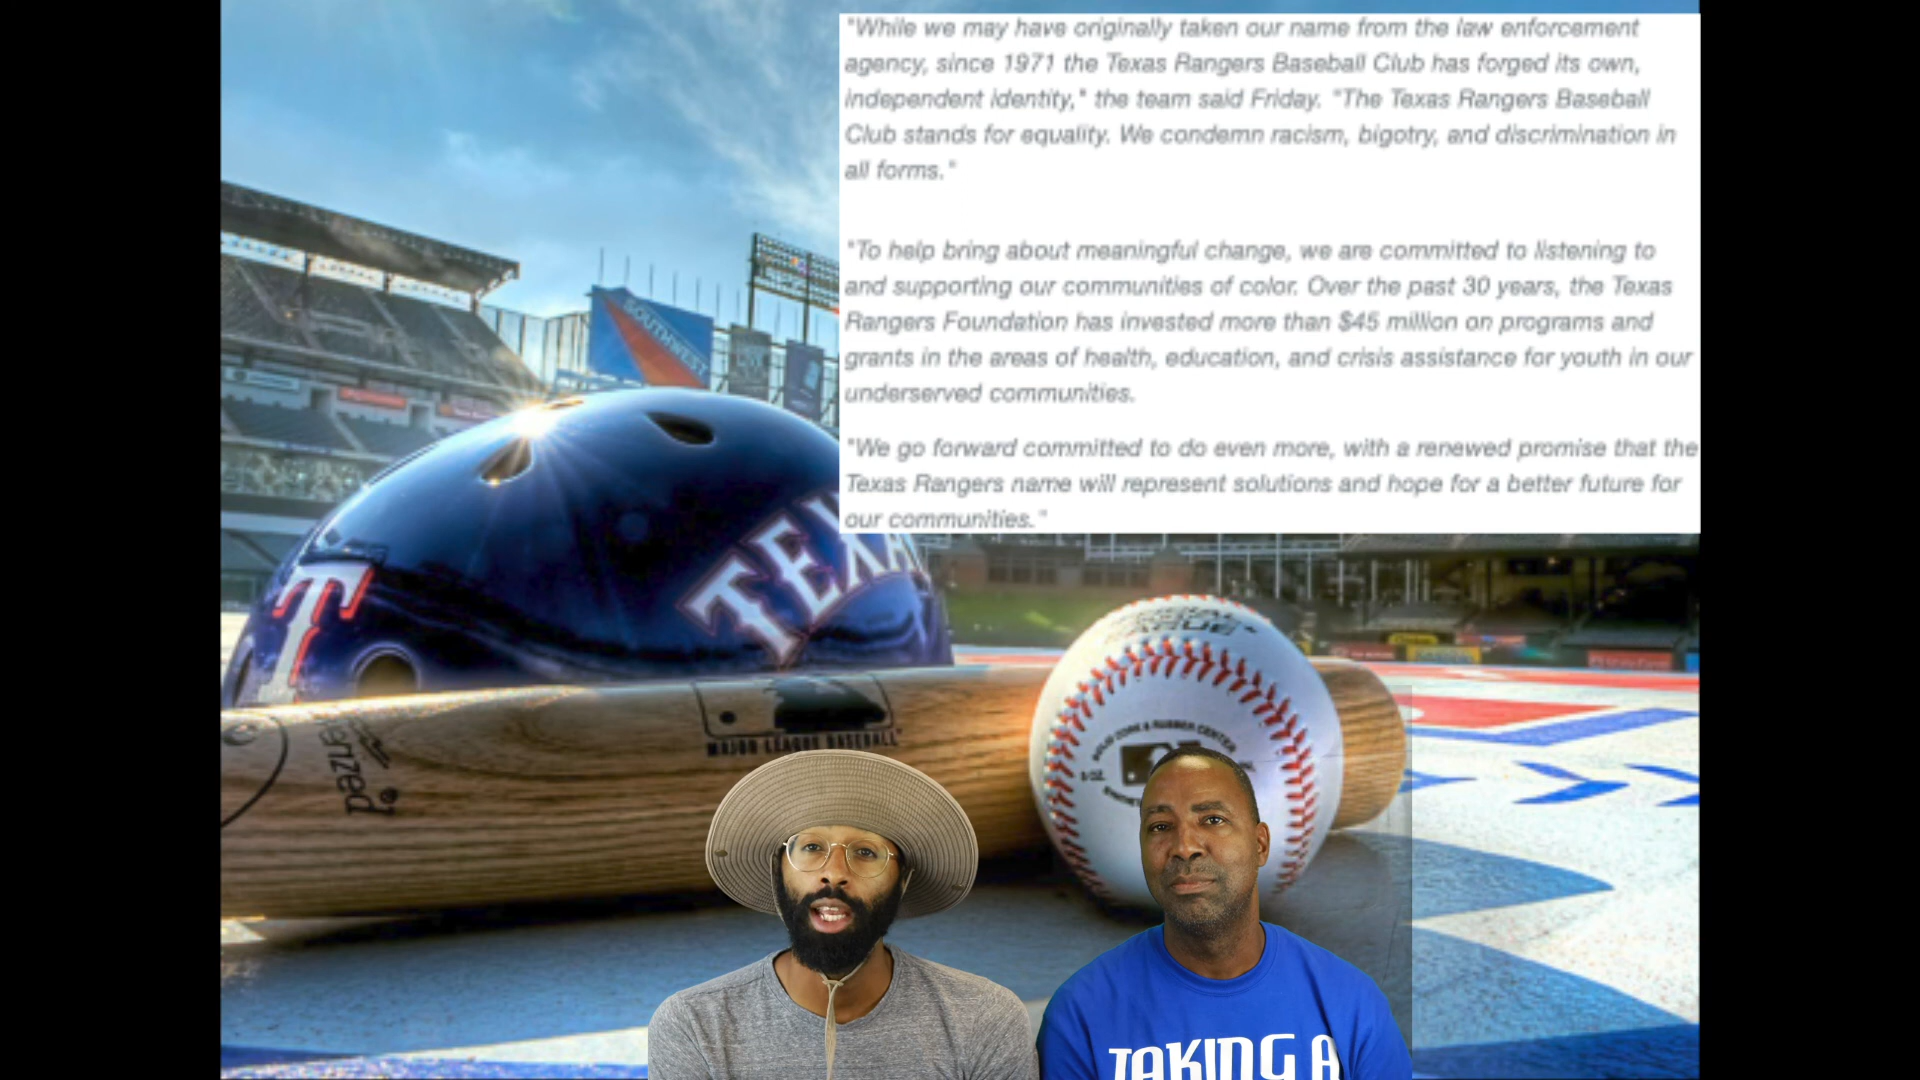 "While we may have originally taken our name from the law enforcement
agency, since 1971 the Texas Rangers Baseball Club has forged its own,
independent identity," the team said Friday. "The Texas Rangers Baseball
Club stands for equality. We condemn racism, bigotry, and discrimination in
all forms."
"To help bring about meaningful change, we are committed to listening to
and supporting our communities of color. Over the past 30 years, the Texas
Rangers Foundation has invested more than $45 million on programs and
grants in the areas of health, education, and crisis assistance for youth in our
underserved communities.
"We go forward committed to do even more, with a renewed promise that the
Texas Rangers name will represent solutions and hope for a better future for
our communities."
SOUTHWEST
TEXA
T
MAJOR LEAGUE BASEBALL
SOLID CORK & RUBBER CENTER
TAKING A